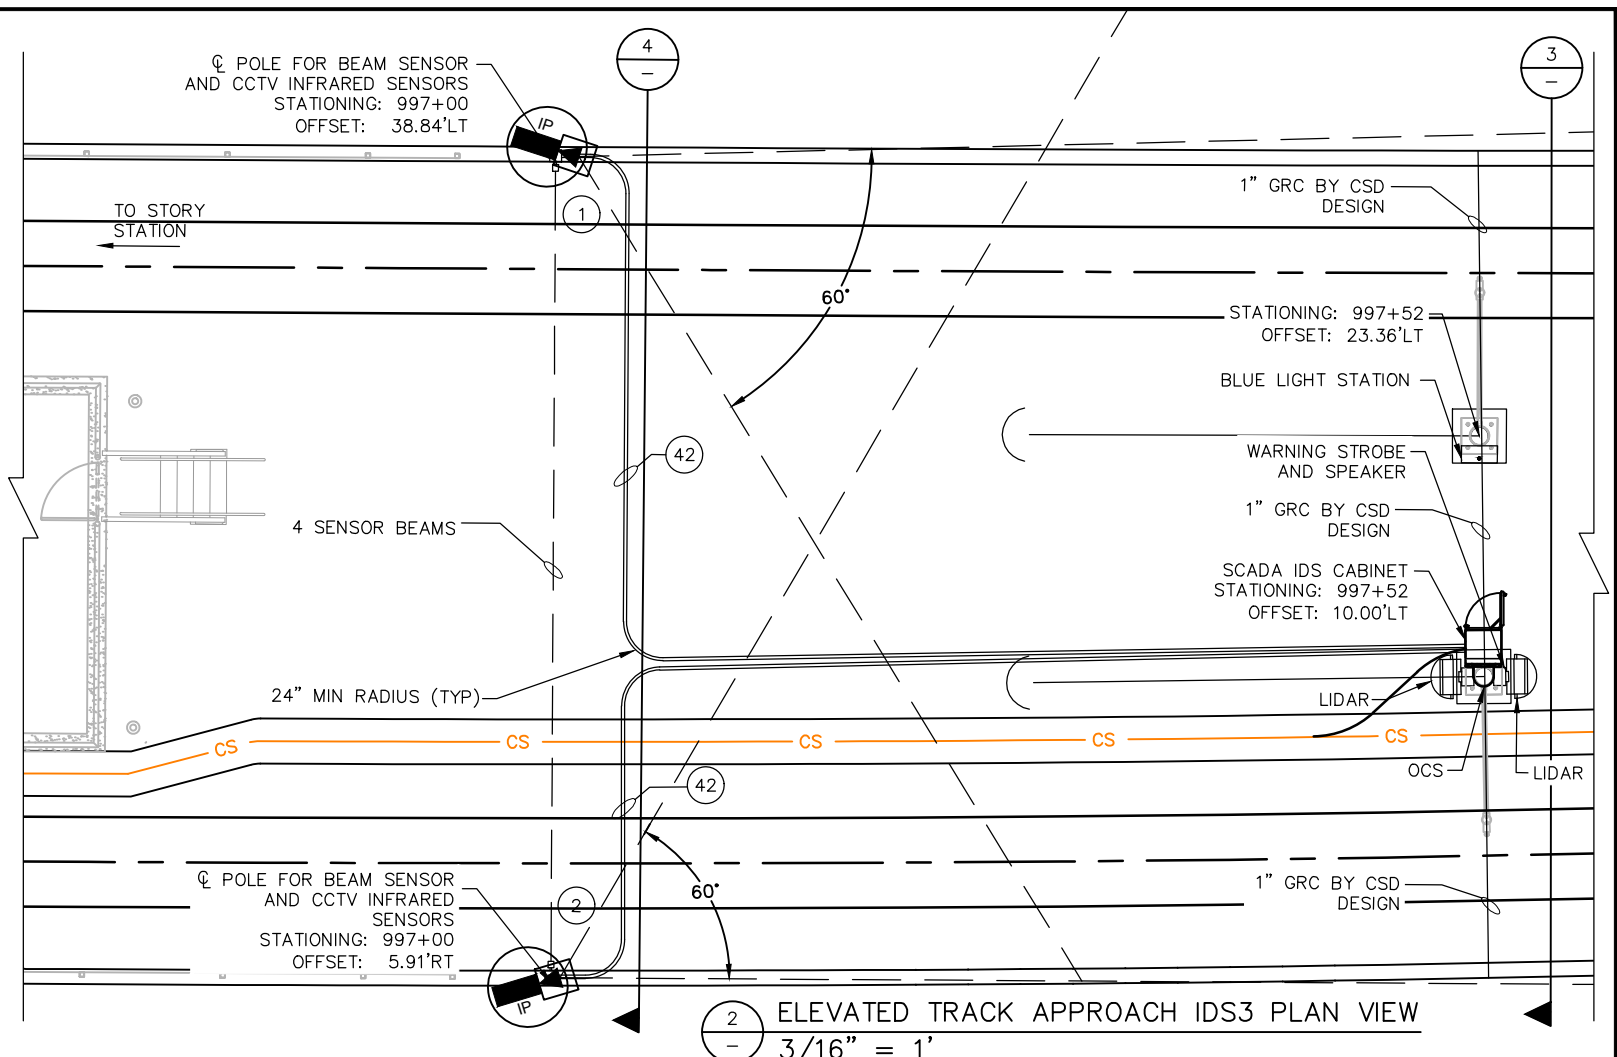 ℄ POLE FOR BEAM SENSOR
AND CCTV INFRARED SENSORS
STATIONING: 997+00
OFFSET: 38.84'LT
4
–
3
–
IP
1
TO STORY
STATION
1" GRC BY CSD
DESIGN
60°
STATIONING: 997+52
OFFSET: 23.36'LT
BLUE LIGHT STATION
42
WARNING STROBE
AND SPEAKER
4 SENSOR BEAMS
1" GRC BY CSD
DESIGN
SCADA IDS CABINET
STATIONING: 997+52
OFFSET: 10.00'LT
24" MIN RADIUS (TYP)
LIDAR
CS
CS
CS
CS
CS
OCS
LIDAR
42
℄ POLE FOR BEAM SENSOR
AND CCTV INFRARED
SENSORS
STATIONING: 997+00
OFFSET: 5.91'RT
2
60°
1" GRC BY CSD
DESIGN
IP
2
–
ELEVATED TRACK APPROACH IDS3 PLAN VIEW
3/16" = 1'